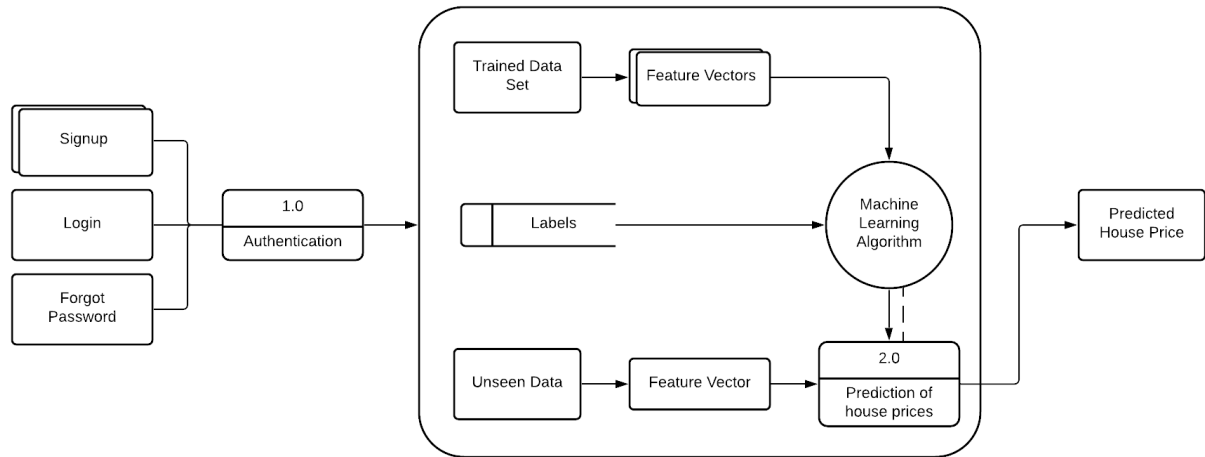 Trained Data
Set
Feature Vectors
Signup
Login
Forgot
Password
1.0
Authentication
Labels
Machine
Learning
Algorithm
Predicted
House Price
Unseen Data
Feature Vector
2.0
Prediction of
house prices